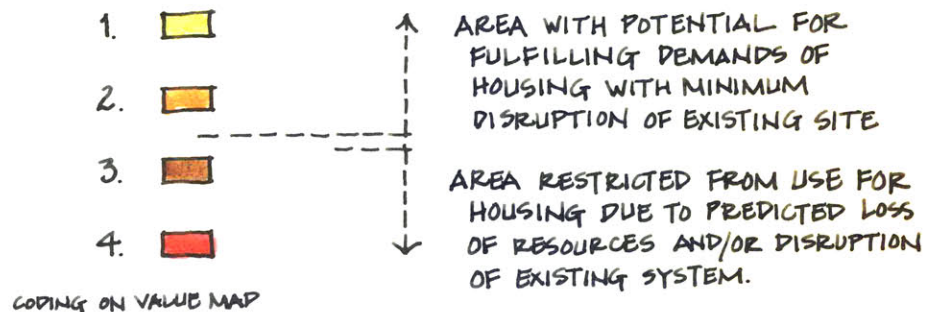 1.
2.
3.
4.
CODING ON VALUE MAP
AREA WITH POTENTIAL FOR
FULFILLING DEMANDS OF
HOUSING WITH MINIMUM
DISRUPTION OF EXISTING SITE
AREA RESTRICTED FROM USE FOR
HOUSING DUE TO PREDICTED LOSS
OF RESOURCES AND/OR DISRUPTION
OF EXISTING SYSTEM.